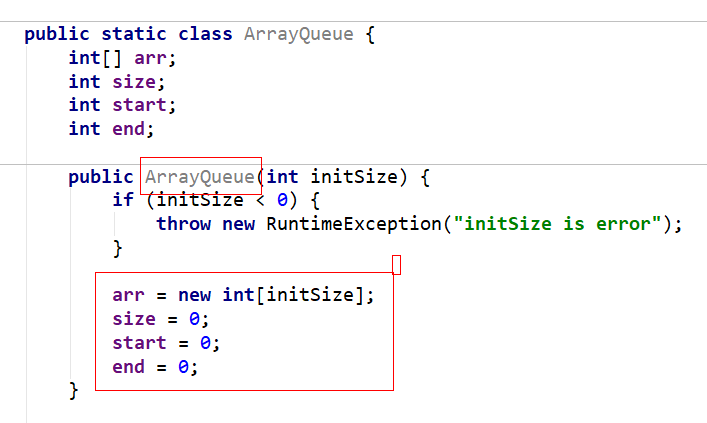 public static class ArrayQueue {
int[] arr;
int size;
int start;
int end;
public ArrayQueue(int initSize) {
if (initSize < 0) {
throw new RuntimeException("initSize is error");
}
arr = new int[initSize];
size = 0;
start = 0;
end = 0;
}